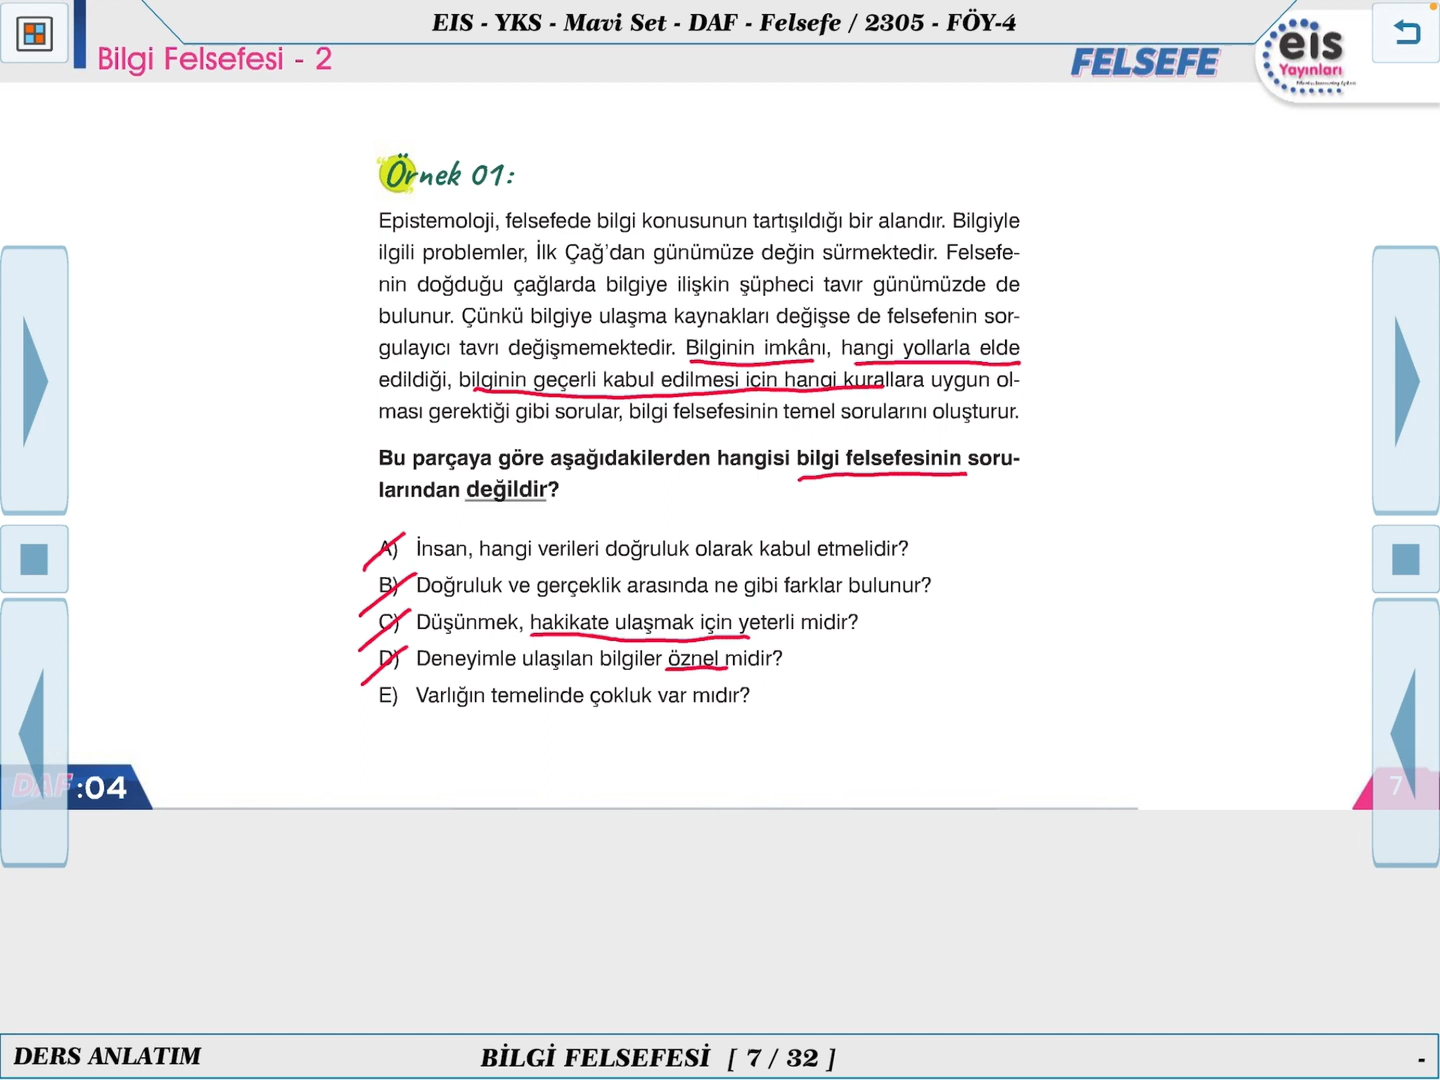 EIS - YKS - Mavi Set - DAF - Felsefe / 2305 - FÖY-4
Bilgi Felsefesi - 2
FELSEFE
eis
Yayınları
Örnek 01:
Epistemoloji, felsefede bilgi konusunun tartışıldığı bir alandır. Bilgiyle
ilgili problemler, İlk Çağ’dan günümüze değin sürmektedir. Felsefe-
nin doğduğu çağlarda bilgiye ilişkin şüpheci tavır günümüzde de
bulunur. Çünkü bilgiye ulaşma kaynakları değişse de felsefenin sor-
gulayıcı tavrı değişmemektedir. Bilginin imkânı, hangi yollarla elde
edildiği, bilginin geçerli kabul edilmesi için hangi kurallara uygun ol-
ması gerektiği gibi sorular, bilgi felsefesinin temel sorularını oluşturur.
Bu parçaya göre aşağıdakilerden hangisi bilgi felsefesinin soru-
larından değildir?
A) İnsan, hangi verileri doğruluk olarak kabul etmelidir?
B) Doğruluk ve gerçeklik arasında ne gibi farklar bulunur?
C) Düşünmek, hakikate ulaşmak için yeterli midir?
D) Deneyimle ulaşılan bilgiler öznel midir?
E) Varlığın temelinde çokluk var mıdır?
DAF :04
7
DERS ANLATIM
BİLGİ FELSEFESİ [ 7 / 32 ]
-